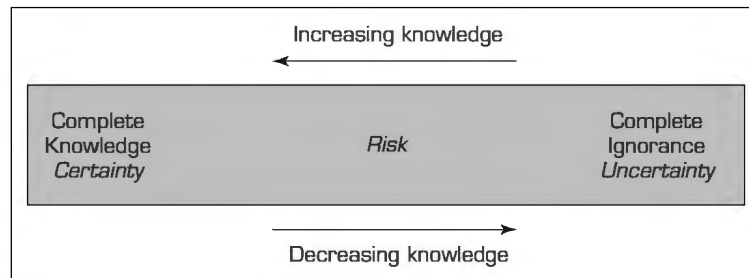 Increasing knowledge
Complete
Knowledge
Certainty
Risk
Complete
Ignorance
Uncertainty
Decreasing knowledge